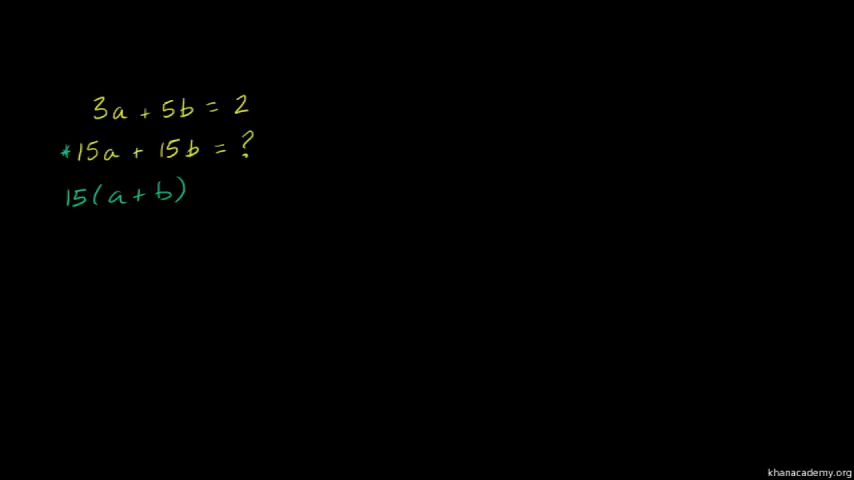 3a + 5b = 2
*15a + 15b = ?
15(a + b)
khanacademy.org